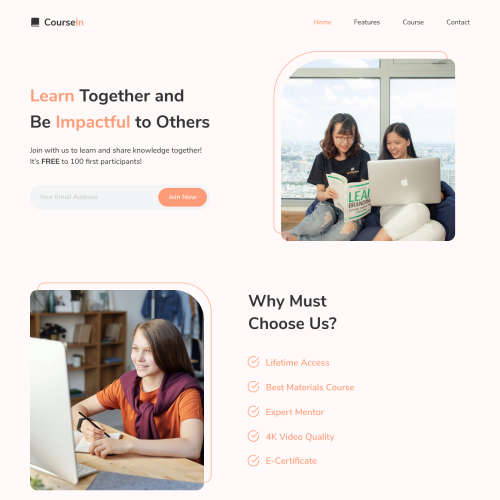 CourseIn
Home Features Course Contact
Learn Together and
Be Impactful to Others
Join with us to learn and share knowledge together!
It's FREE to 100 first participants!
Your Email Address Join Now
LEAN
BRANDING
Why Must
Choose Us?
Lifetime Access
Best Materials Course
Expert Mentor
4K Video Quality
E-Certificate